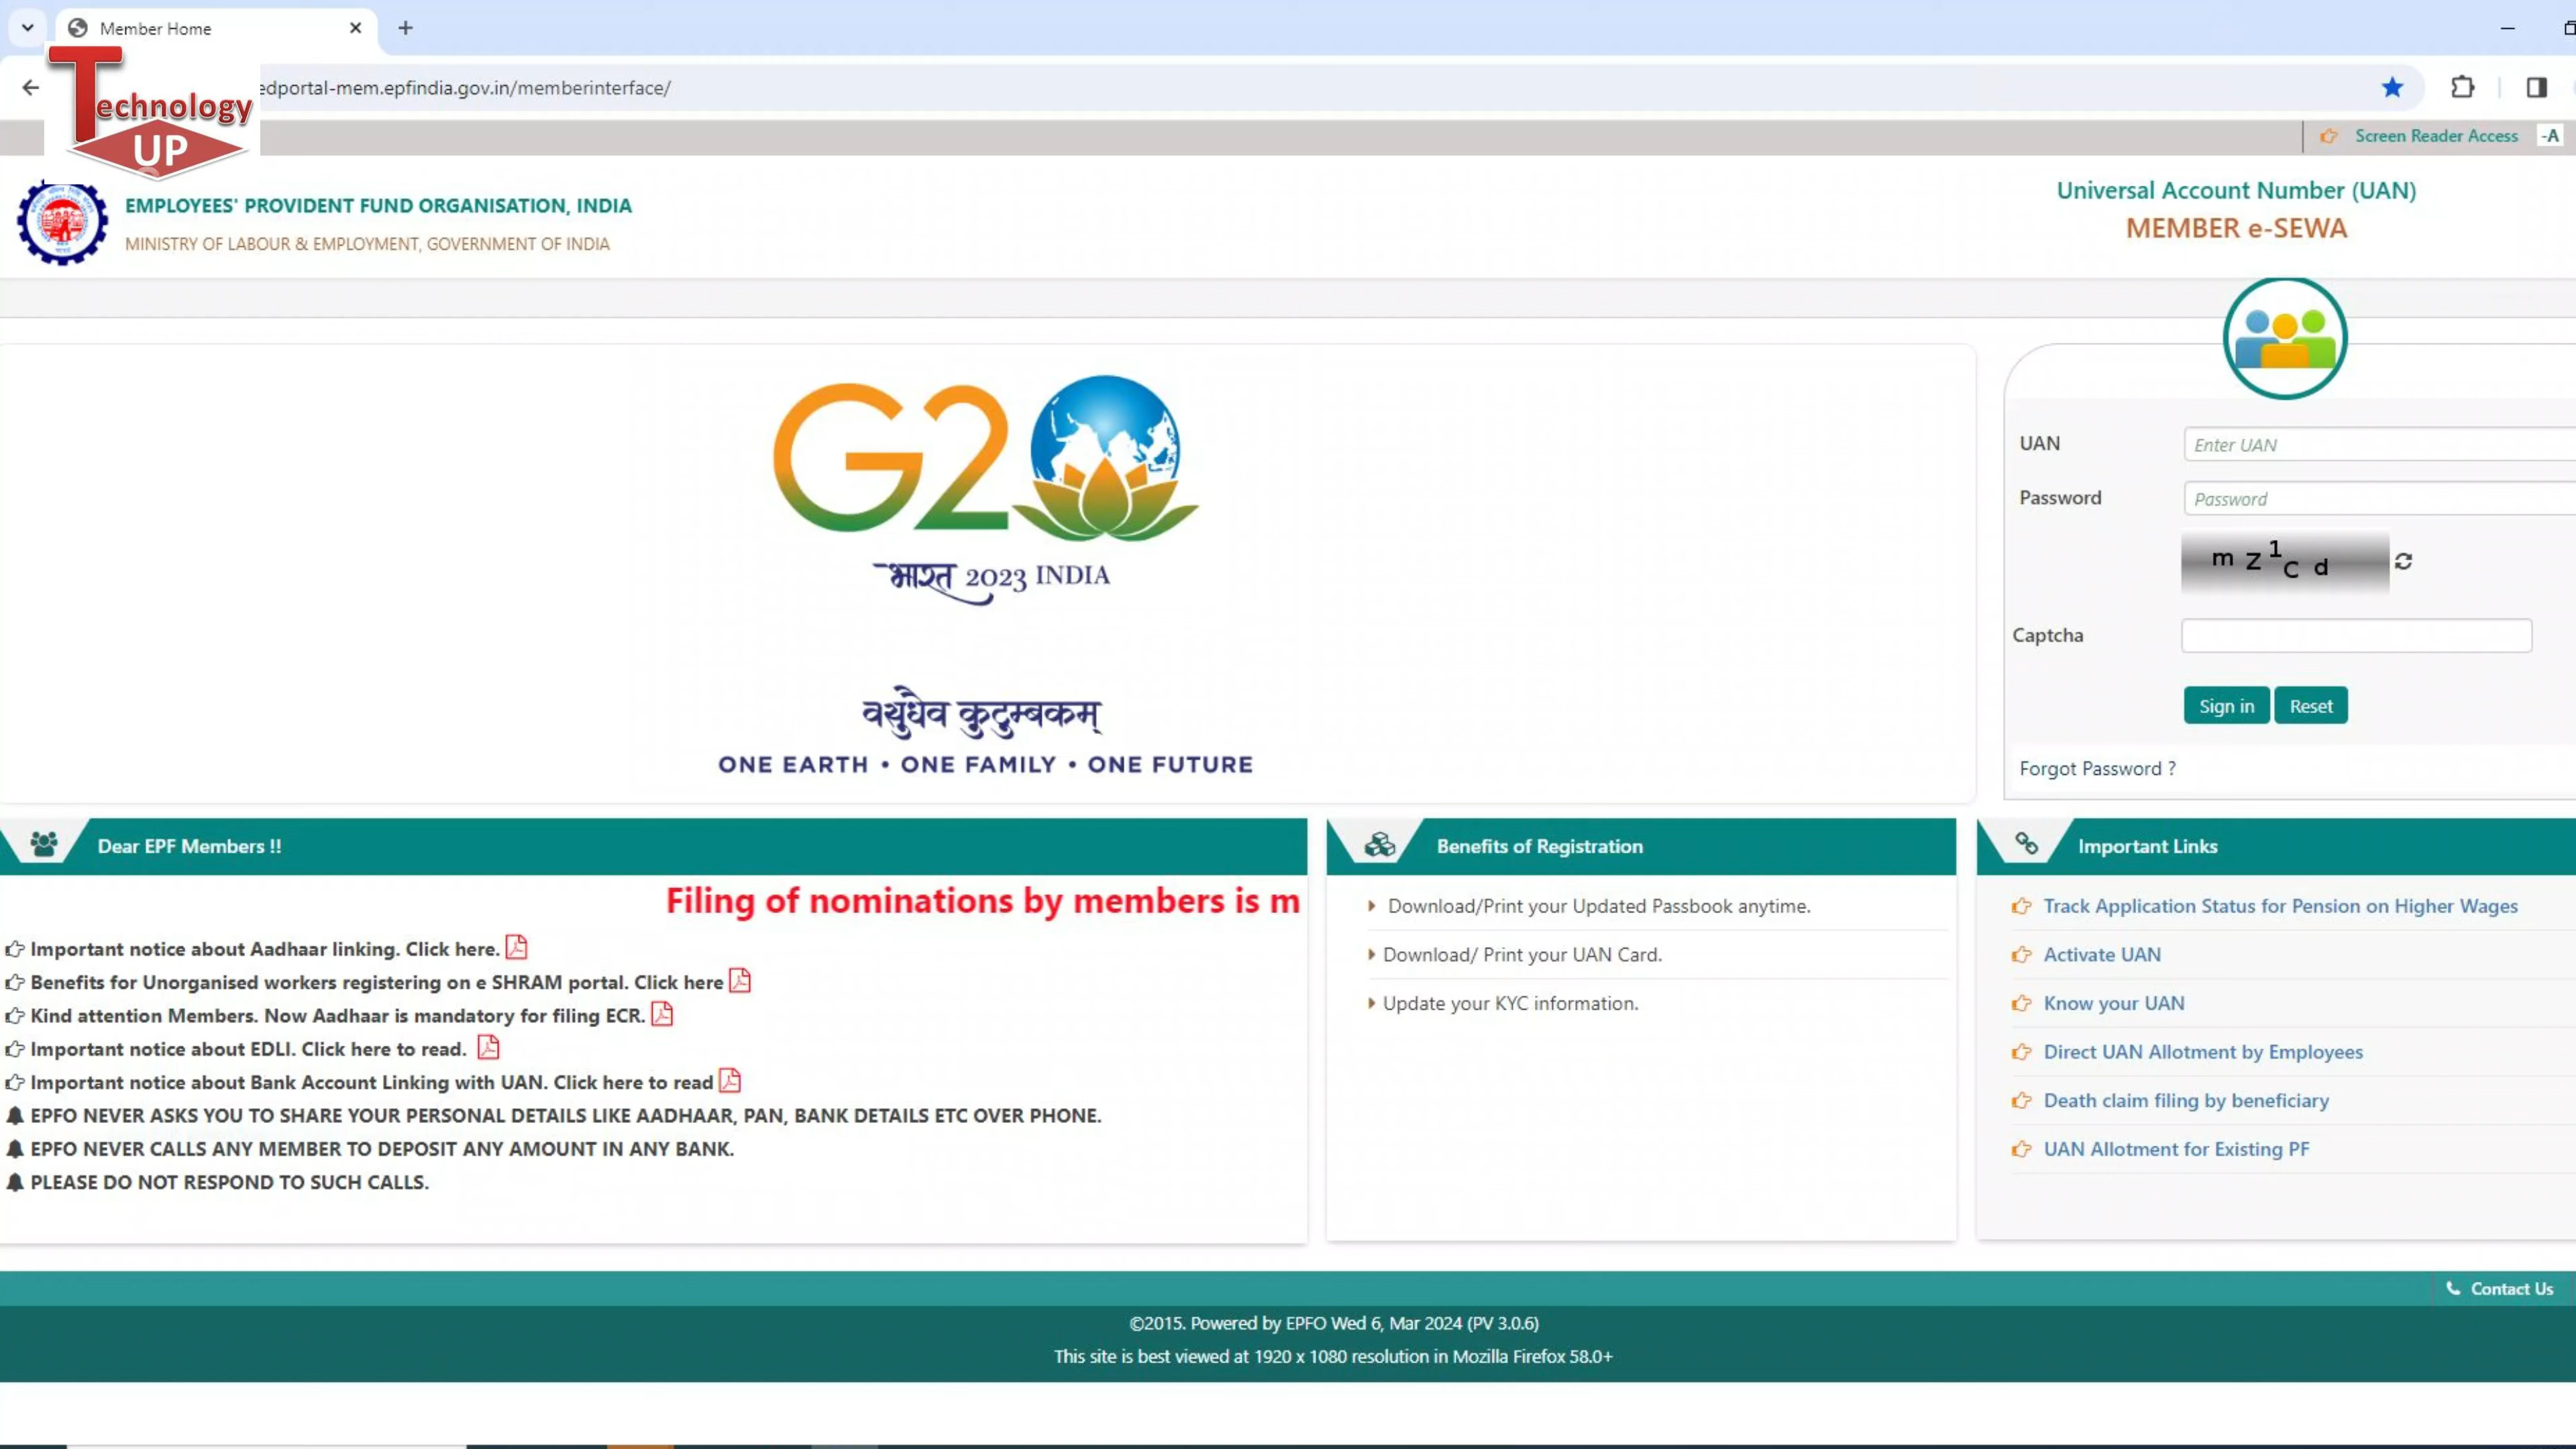 Member Home
Technology
UP
edportal-mem.epfindia.gov.in/memberinterface/
Screen Reader Access -A
EMPLOYEES' PROVIDENT FUND ORGANISATION, INDIA
MINISTRY OF LABOUR & EMPLOYMENT, GOVERNMENT OF INDIA
Universal Account Number (UAN)
MEMBER e-SEWA
G20
भारत 2023 INDIA
वसुधैव कुटुम्बकम्
ONE EARTH • ONE FAMILY • ONE FUTURE
UAN
Enter UAN
Password
Password
m z 1 c d
Captcha
Sign in
Reset
Forgot Password ?
Dear EPF Members !!
Filing of nominations by members is m
Important notice about Aadhaar linking. Click here.
Benefits for Unorganised workers registering on e SHRAM portal. Click here
Kind attention Members. Now Aadhaar is mandatory for filing ECR.
Important notice about EDLI. Click here to read.
Important notice about Bank Account Linking with UAN. Click here to read
EPFO NEVER ASKS YOU TO SHARE YOUR PERSONAL DETAILS LIKE AADHAAR, PAN, BANK DETAILS ETC OVER PHONE.
EPFO NEVER CALLS ANY MEMBER TO DEPOSIT ANY AMOUNT IN ANY BANK.
PLEASE DO NOT RESPOND TO SUCH CALLS.
Benefits of Registration
Download/Print your Updated Passbook anytime.
Download/ Print your UAN Card.
Update your KYC information.
Important Links
Track Application Status for Pension on Higher Wages
Activate UAN
Know your UAN
Direct UAN Allotment by Employees
Death claim filing by beneficiary
UAN Allotment for Existing PF
Contact Us
©2015. Powered by EPFO Wed 6, Mar 2024 (PV 3.0.6)
This site is best viewed at 1920 x 1080 resolution in Mozilla Firefox 58.0+